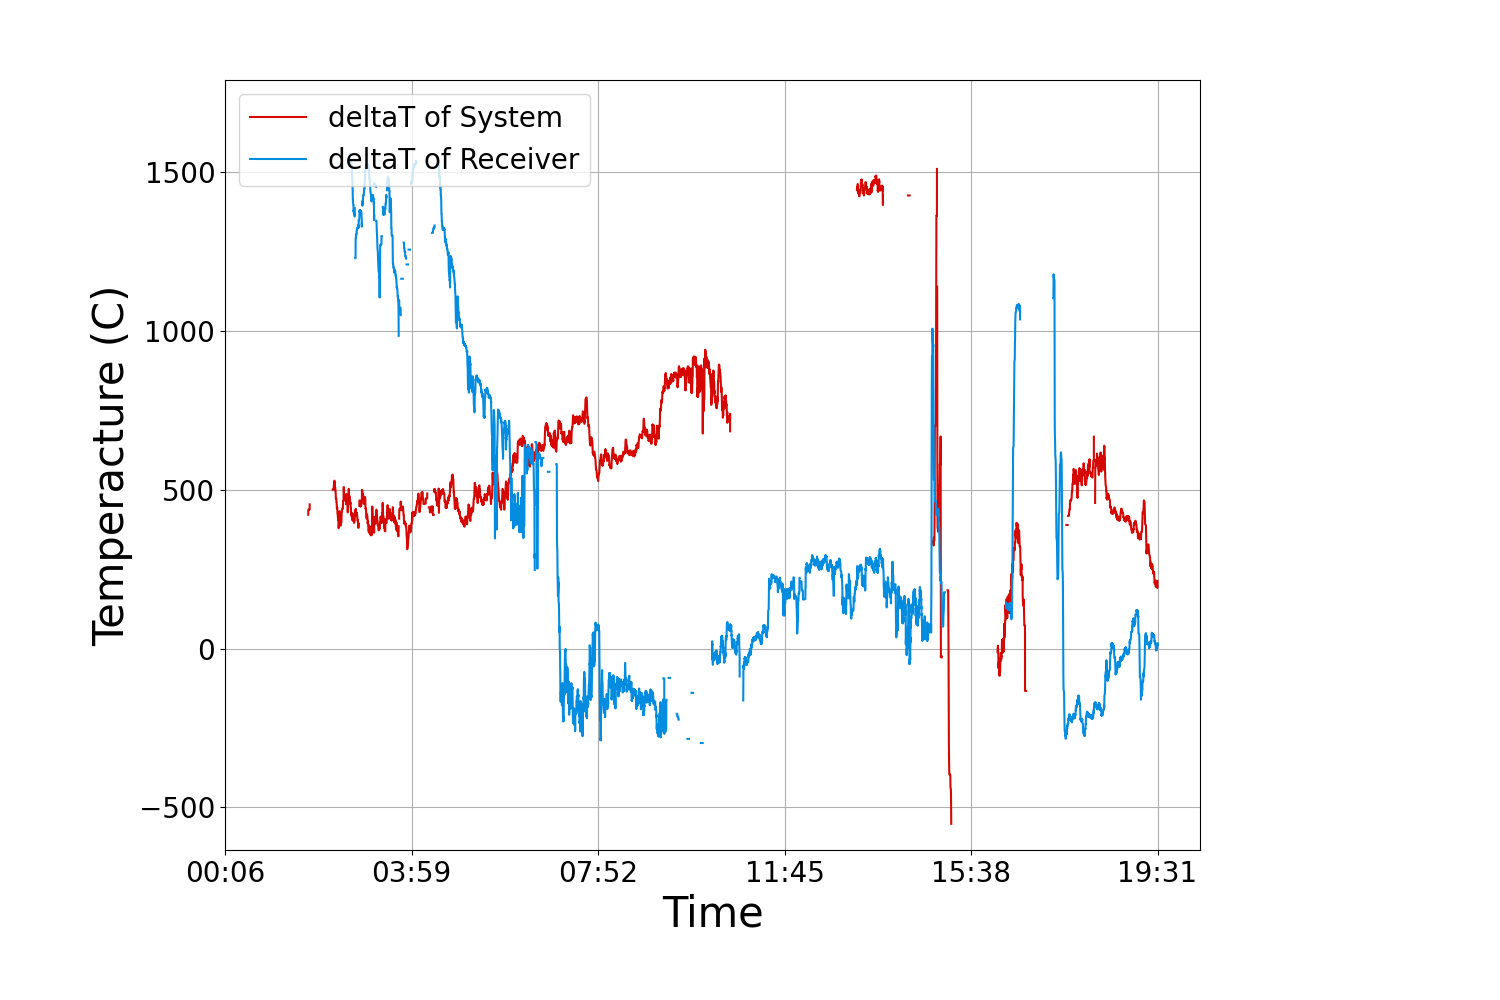 deltaT of System
deltaT of Receiver
1500
1000
500
0
−500
Temperacture (C)
00:06 03:59 07:52 11:45 15:38 19:31
Time